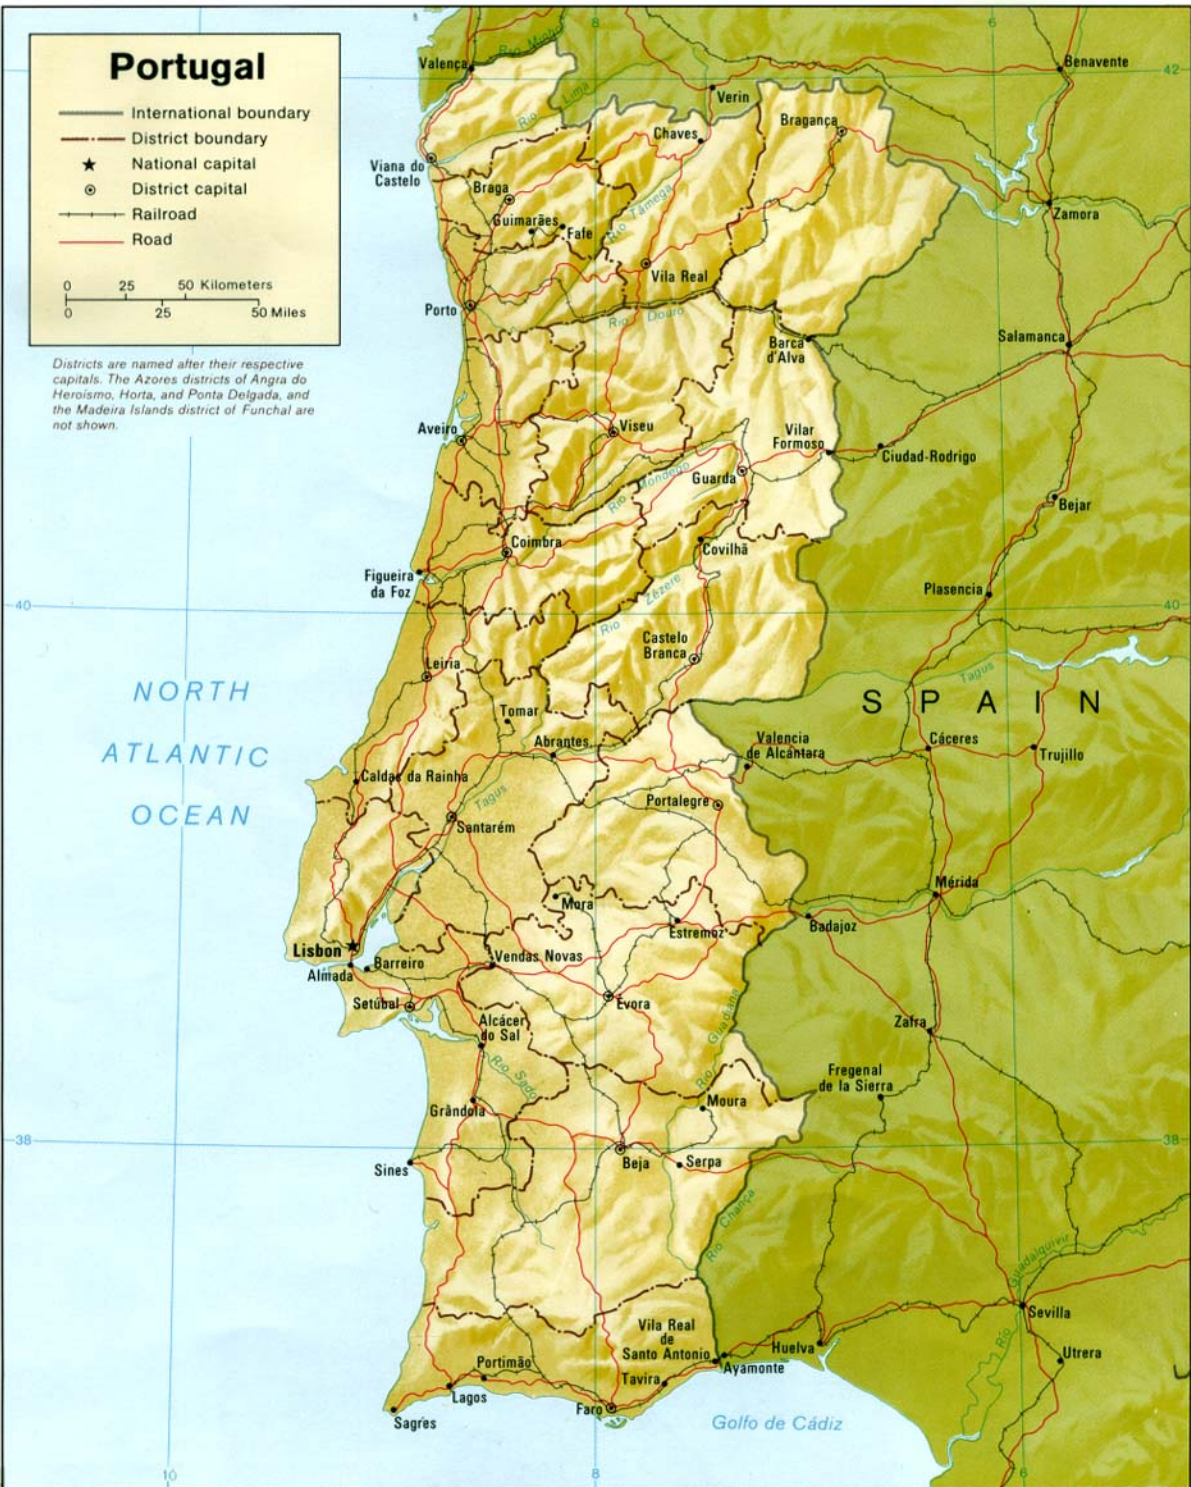 Portugal
International boundary
District boundary
National capital
District capital
Railroad
Road
0 25 50 Kilometers
0 25 50 Miles
Districts are named after their respective
capitals. The Azores districts of Angra do
Heroísmo, Horta, and Ponta Delgada, and
the Madeira Islands district of Funchal are
not shown.
8
6
Rio Minho
Valença
Benavente
42
Rio Lima
Verin
Chaves
Bragança
Viana do
Castelo
Braga
Rio Tâmega
Zamora
Guimarães
Fafe
Vila Real
Porto
Rio Douro
Barca
d'Alva
Salamanca
Aveiro
Viseu
Vilar
Formoso
Ciudad-Rodrigo
Rio Mondego
Guarda
Bejar
Coimbra
Covilhã
Figueira
da Foz
Rio Zêzere
Plasencia
40
40
Castelo
Branca
Leiria
Tagus
NORTH
ATLANTIC
OCEAN
SPAIN
Tomar
Abrantes
Valencia
de Alcántara
Cáceres
Trujillo
Caldas da Rainha
Tagus
Portalegre
Santarém
Mérida
Mora
Estremoz
Badajoz
Lisbon
Almada
Barreiro
Vendas Novas
Setúbal
Évora
Rio Guadiana
Alcácer
do Sal
Zafra
Rio Sado
Fregenal
de la Sierra
Grândola
Moura
38
38
Sines
Beja
Serpa
Rio Chança
Rio Guadalquivir
Sevilla
Vila Real
de
Santo Antonio
Huelva
Ayamonte
Utrera
Portimão
Tavira
Lagos
Sagres
Faro
Golfo de Cádiz
10
8
6